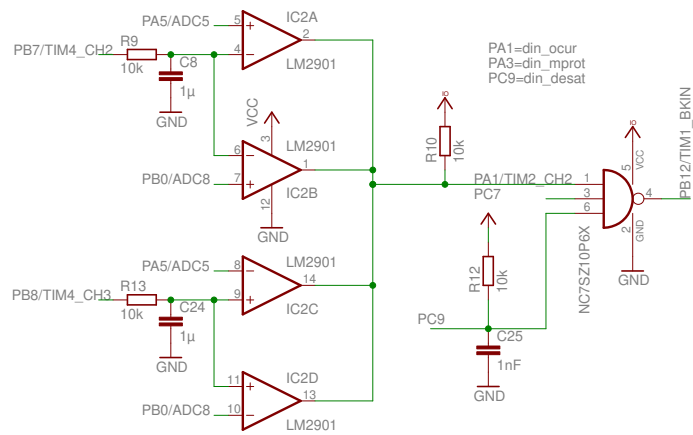 PA5/ADC5
5
IC2A
2
PB7/TIM4_CH2
R9
4
LM2901
10k
C8
1µ
GND
PA1=din_ocur
PA3=din_mprot
PC9=din_desat
VCC
3
LM2901
6
1
PB0/ADC8
7
IC2B
12
GND
IO
R10
10k
IO
PA1/TIM2_CH2
PC7
1
3
6
5
VCC
4
2
GND
NC7SZ10P6X
PB12/TIM1_BKIN
GND
PA5/ADC5
8
LM2901
14
PB8/TIM4_CH3
R13
9
IC2C
10k
C24
1µ
GND
R12
10k
PC9
C25
1nF
GND
11
IC2D
13
PB0/ADC8
10
LM2901